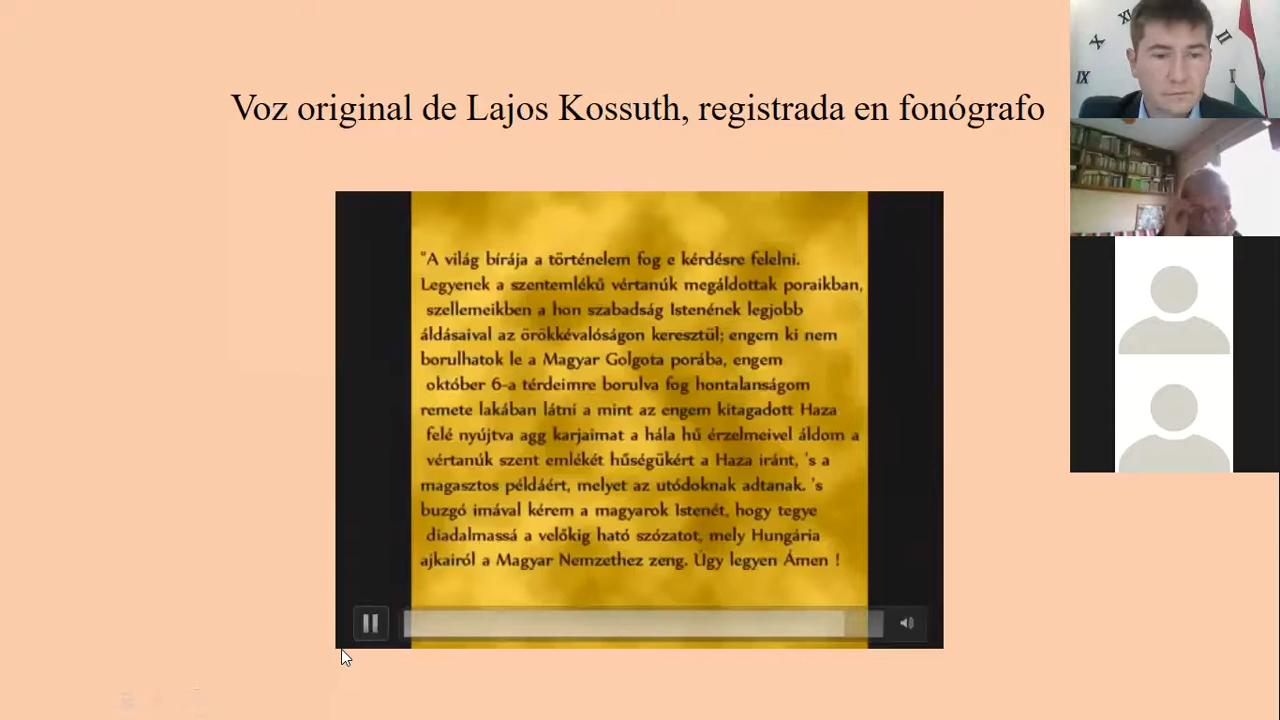 Voz original de Lajos Kossuth, registrada en fonógrafo
"A világ bírája a történelem fog e kérdésre felelni.
Legyenek a szentemlékű vértanúk megáldottak poraikban,
szellemeikben a hon szabadság Istenének legjobb
áldásaival az örökkévalóságon keresztül; engem ki nem
borulhatok le a Magyar Golgota porába, engem
október 6-a térdeimre borulva fog hontalanságom
remete lakában látni a mint az engem kitagadott Haza
felé nyújtva agg karjaimat a hála hű érzelmeivel áldom a
vértanúk szent emlékét hűségükért a Haza iránt, 's a
magasztos példáért, melyet az utódoknak adtanak. 's
buzgó imával kérem a magyarok Istenét, hogy tegye
diadalmassá a velőkig ható szózatot, mely Hungária
ajkairól a Magyar Nemzethez zeng. Úgy legyen Ámen !
XI
X
IX
II
I